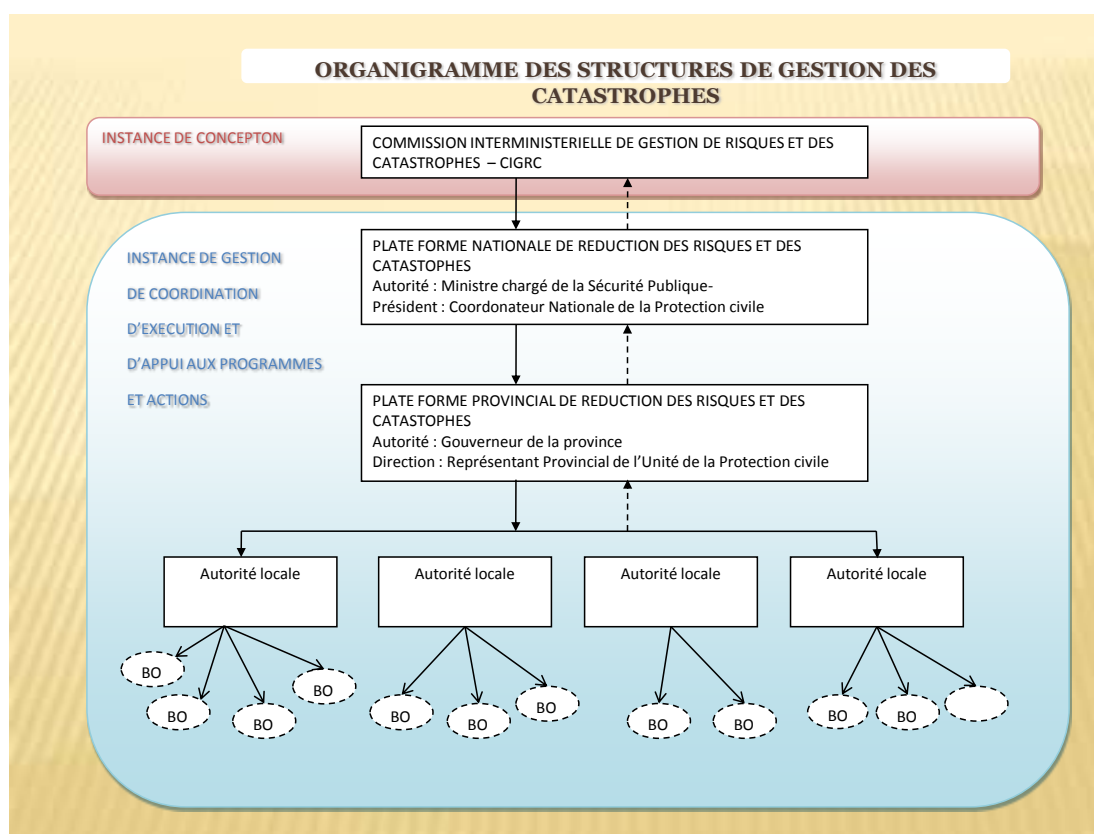 ORGANIGRAMME DES STRUCTURES DE GESTION DES
CATASTROPHES
INSTANCE DE CONCEPTON
COMMISSION INTERMINISTERIELLE DE GESTION DE RISQUES ET DES
CATASTROPHES – CIGRC
INSTANCE DE GESTION
DE COORDINATION
D’EXECUTION ET
D’APPUI AUX PROGRAMMES
ET ACTIONS
PLATE FORME NATIONALE DE REDUCTION DES RISQUES ET DES
CATASTOPHES
Autorité : Ministre chargé de la Sécurité Publique-
Président : Coordonateur Nationale de la Protection civile
PLATE FORME PROVINCIAL DE REDUCTION DES RISQUES ET DES
CATASTOPHES
Autorité : Gouverneur de la province
Direction : Représentant Provincial de l’Unité de la Protection civile
Autorité locale
Autorité locale
Autorité locale
Autorité locale
BO
BO
BO
BO
BO
BO
BO
BO
BO
BO
BO